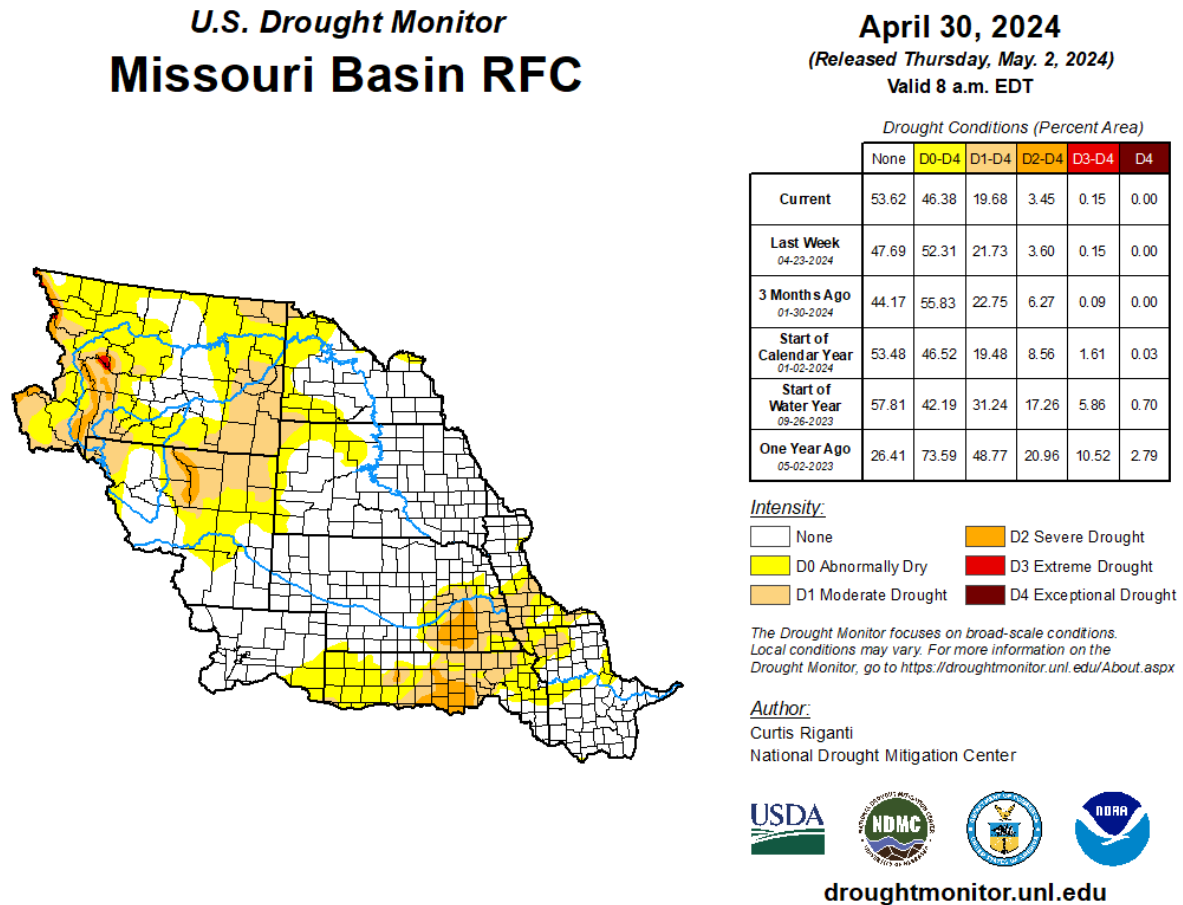 U.S. Drought Monitor
Missouri Basin RFC
April 30, 2024
(Released Thursday, May. 2, 2024)
Valid 8 a.m. EDT
Drought Conditions (Percent Area)
None D0-D4 D1-D4 D2-D4 D3-D4 D4
Current 53.62 46.38 19.68 3.45 0.15 0.00
Last Week
04-23-2024 47.69 52.31 21.73 3.60 0.15 0.00
3 Months Ago
01-30-2024 44.17 55.83 22.75 6.27 0.09 0.00
Start of
Calendar Year
01-02-2024 53.48 46.52 19.48 8.56 1.61 0.03
Start of
Water Year
09-26-2023 57.81 42.19 31.24 17.26 5.86 0.70
One Year Ago
05-02-2023 26.41 73.59 48.77 20.96 10.52 2.79
Intensity:
None
D0 Abnormally Dry
D1 Moderate Drought
D2 Severe Drought
D3 Extreme Drought
D4 Exceptional Drought
The Drought Monitor focuses on broad-scale conditions.
Local conditions may vary. For more information on the
Drought Monitor, go to https://droughtmonitor.unl.edu/About.aspx
Author:
Curtis Riganti
National Drought Mitigation Center
USDA
NDMC
NOAA
droughtmonitor.unl.edu